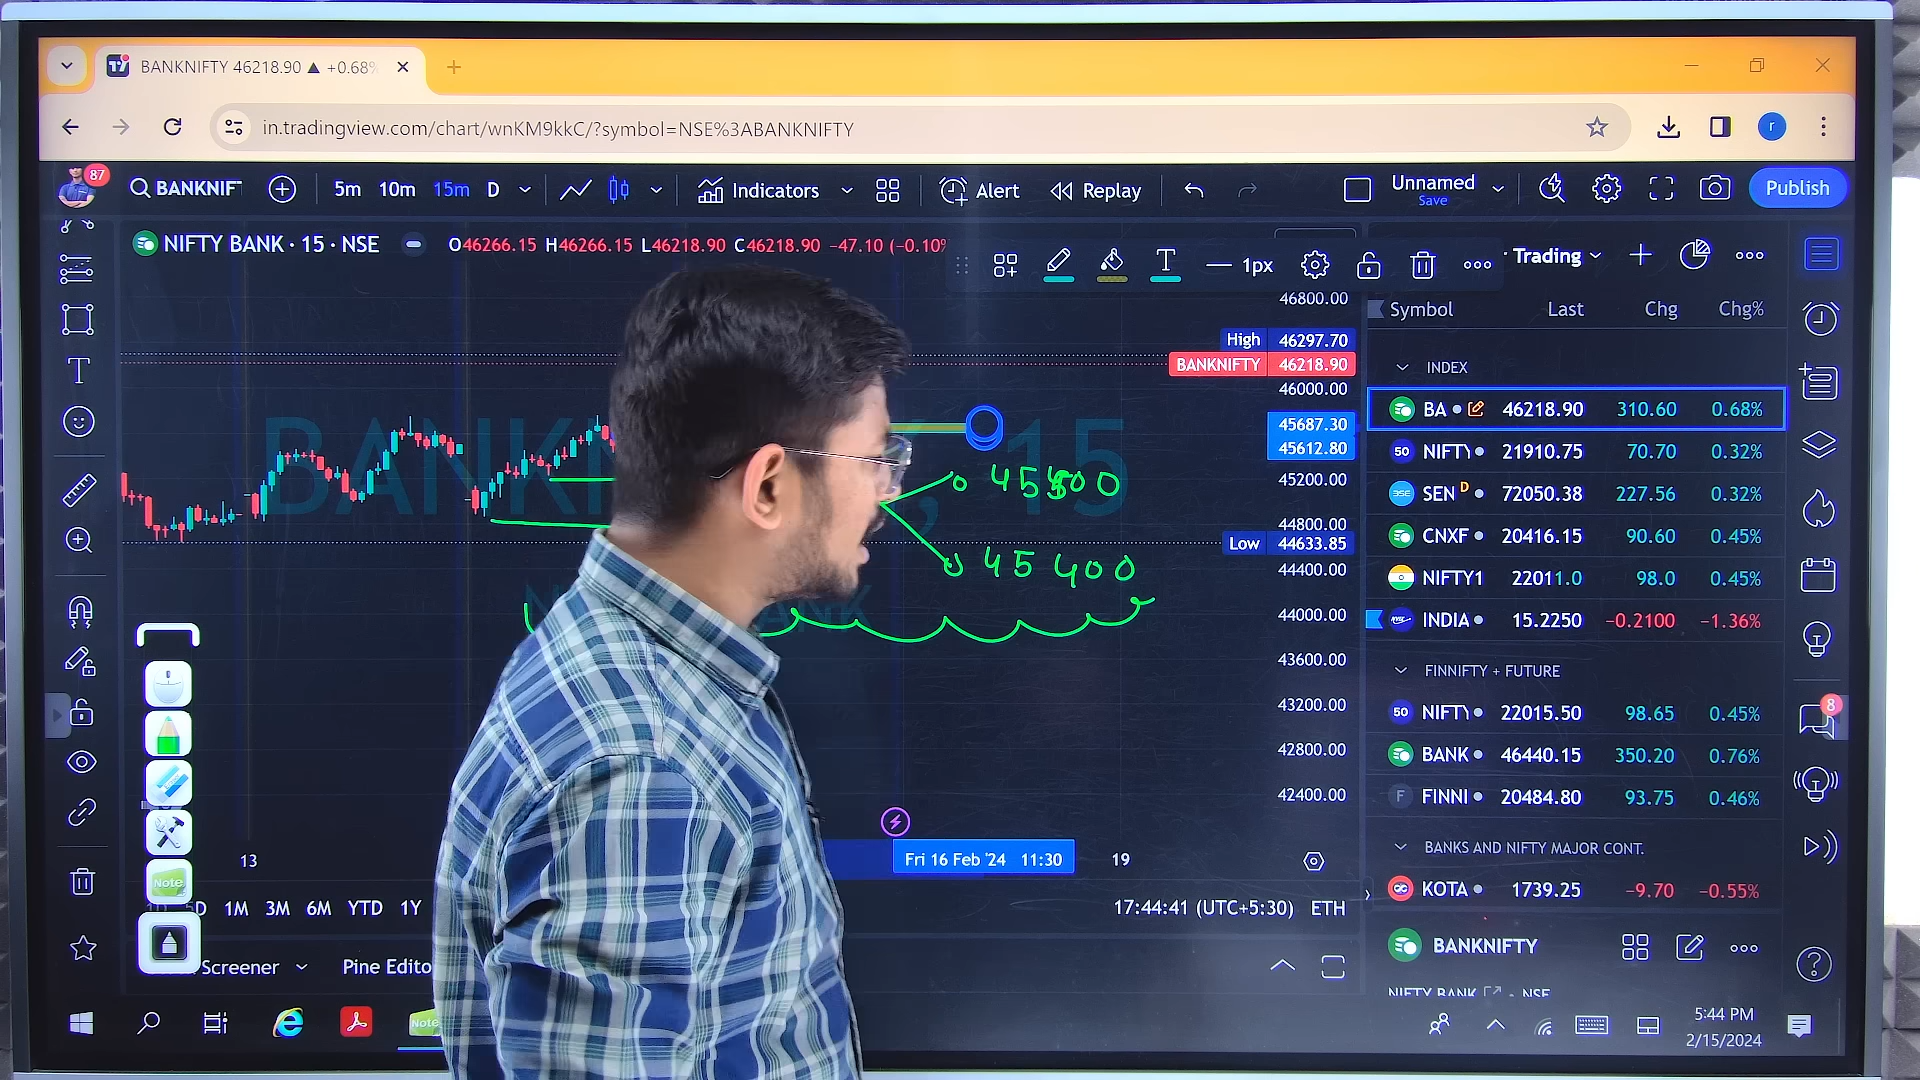 BANKNIFTY 46218.90 ▲ +0.68%
in.tradingview.com/chart/wnKM9kkC/?symbol=NSE%3ABANKNIFTY
r
87
BANKNIF
5m 10m 15m D
Indicators
Alert
Replay
Unnamed
Save
Publish
NIFTY BANK · 15 · NSE
O46266.15 H46266.15 L46218.90 C46218.90 −47.10 (−0.10%
T 1px
Trading
46800.00
High 46297.70
BANKNIFTY 46218.90
46000.00
45687.30
45612.80
45200.00
44800.00
Low 44633.85
44400.00
44000.00
43600.00
43200.00
42800.00
42400.00
15
45400
Symbol Last Chg Chg%
INDEX
BA 46218.90 310.60 0.68%
50 NIFTY 21910.75 70.70 0.32%
BSE SEN D 72050.38 227.56 0.32%
CNXF 20416.15 90.60 0.45%
NIFTY1 22011.0 98.0 0.45%
INDIA 15.2250 −0.2100 −1.36%
FINNIFTY + FUTURE
50 NIFTY 22015.50 98.65 0.45%
BANK 46440.15 350.20 0.76%
F FINNI 20484.80 93.75 0.46%
BANKS AND NIFTY MAJOR CONT.
KOTA 1739.25 −9.70 −0.55%
8
BANKNIFTY
NIFTY BANK NSE
13
Fri 16 Feb '24 11:30
19
5D 1M 3M 6M YTD 1Y
17:44:41 (UTC+5:30) ETH
Note
Screener
Pine Edito
Note
5:44 PM
2/15/2024